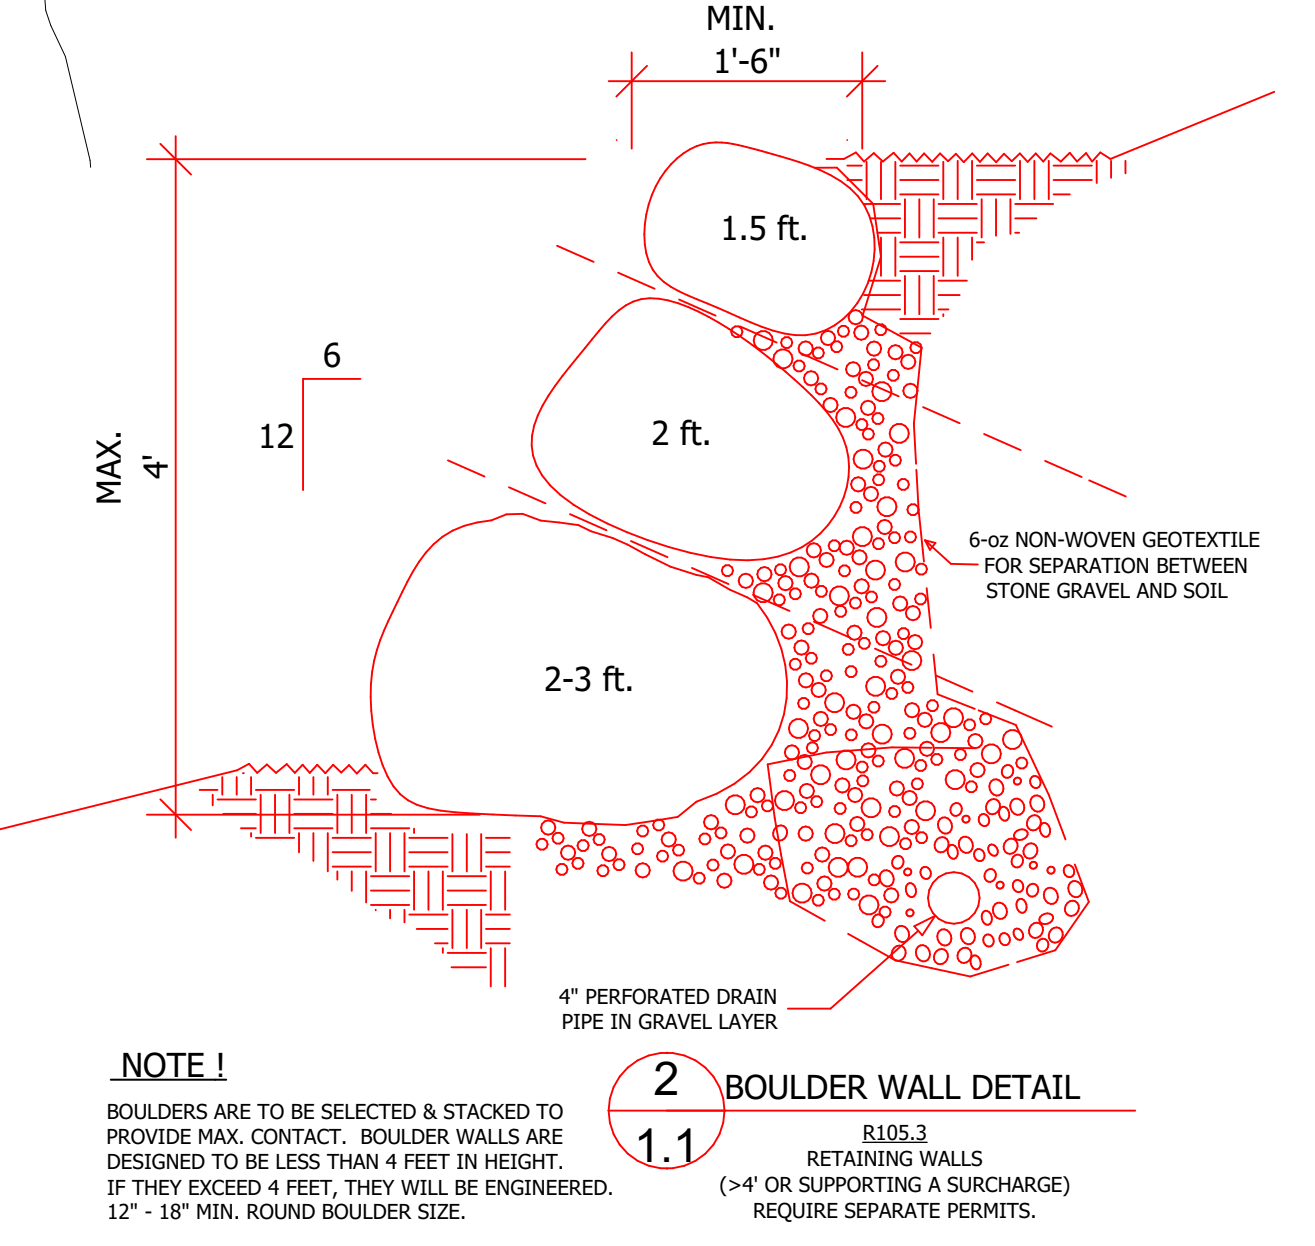 MIN.
1'-6"
1.5 ft.
6
12
MAX.
4'
2 ft.
6-oz NON-WOVEN GEOTEXTILE
FOR SEPARATION BETWEEN
STONE GRAVEL AND SOIL
2-3 ft.
4" PERFORATED DRAIN
PIPE IN GRAVEL LAYER
NOTE !
BOULDERS ARE TO BE SELECTED & STACKED TO
PROVIDE MAX. CONTACT. BOULDER WALLS ARE
DESIGNED TO BE LESS THAN 4 FEET IN HEIGHT.
IF THEY EXCEED 4 FEET, THEY WILL BE ENGINEERED.
12" - 18" MIN. ROUND BOULDER SIZE.
2
1.1
BOULDER WALL DETAIL
R105.3
RETAINING WALLS
(>4' OR SUPPORTING A SURCHARGE)
REQUIRE SEPARATE PERMITS.